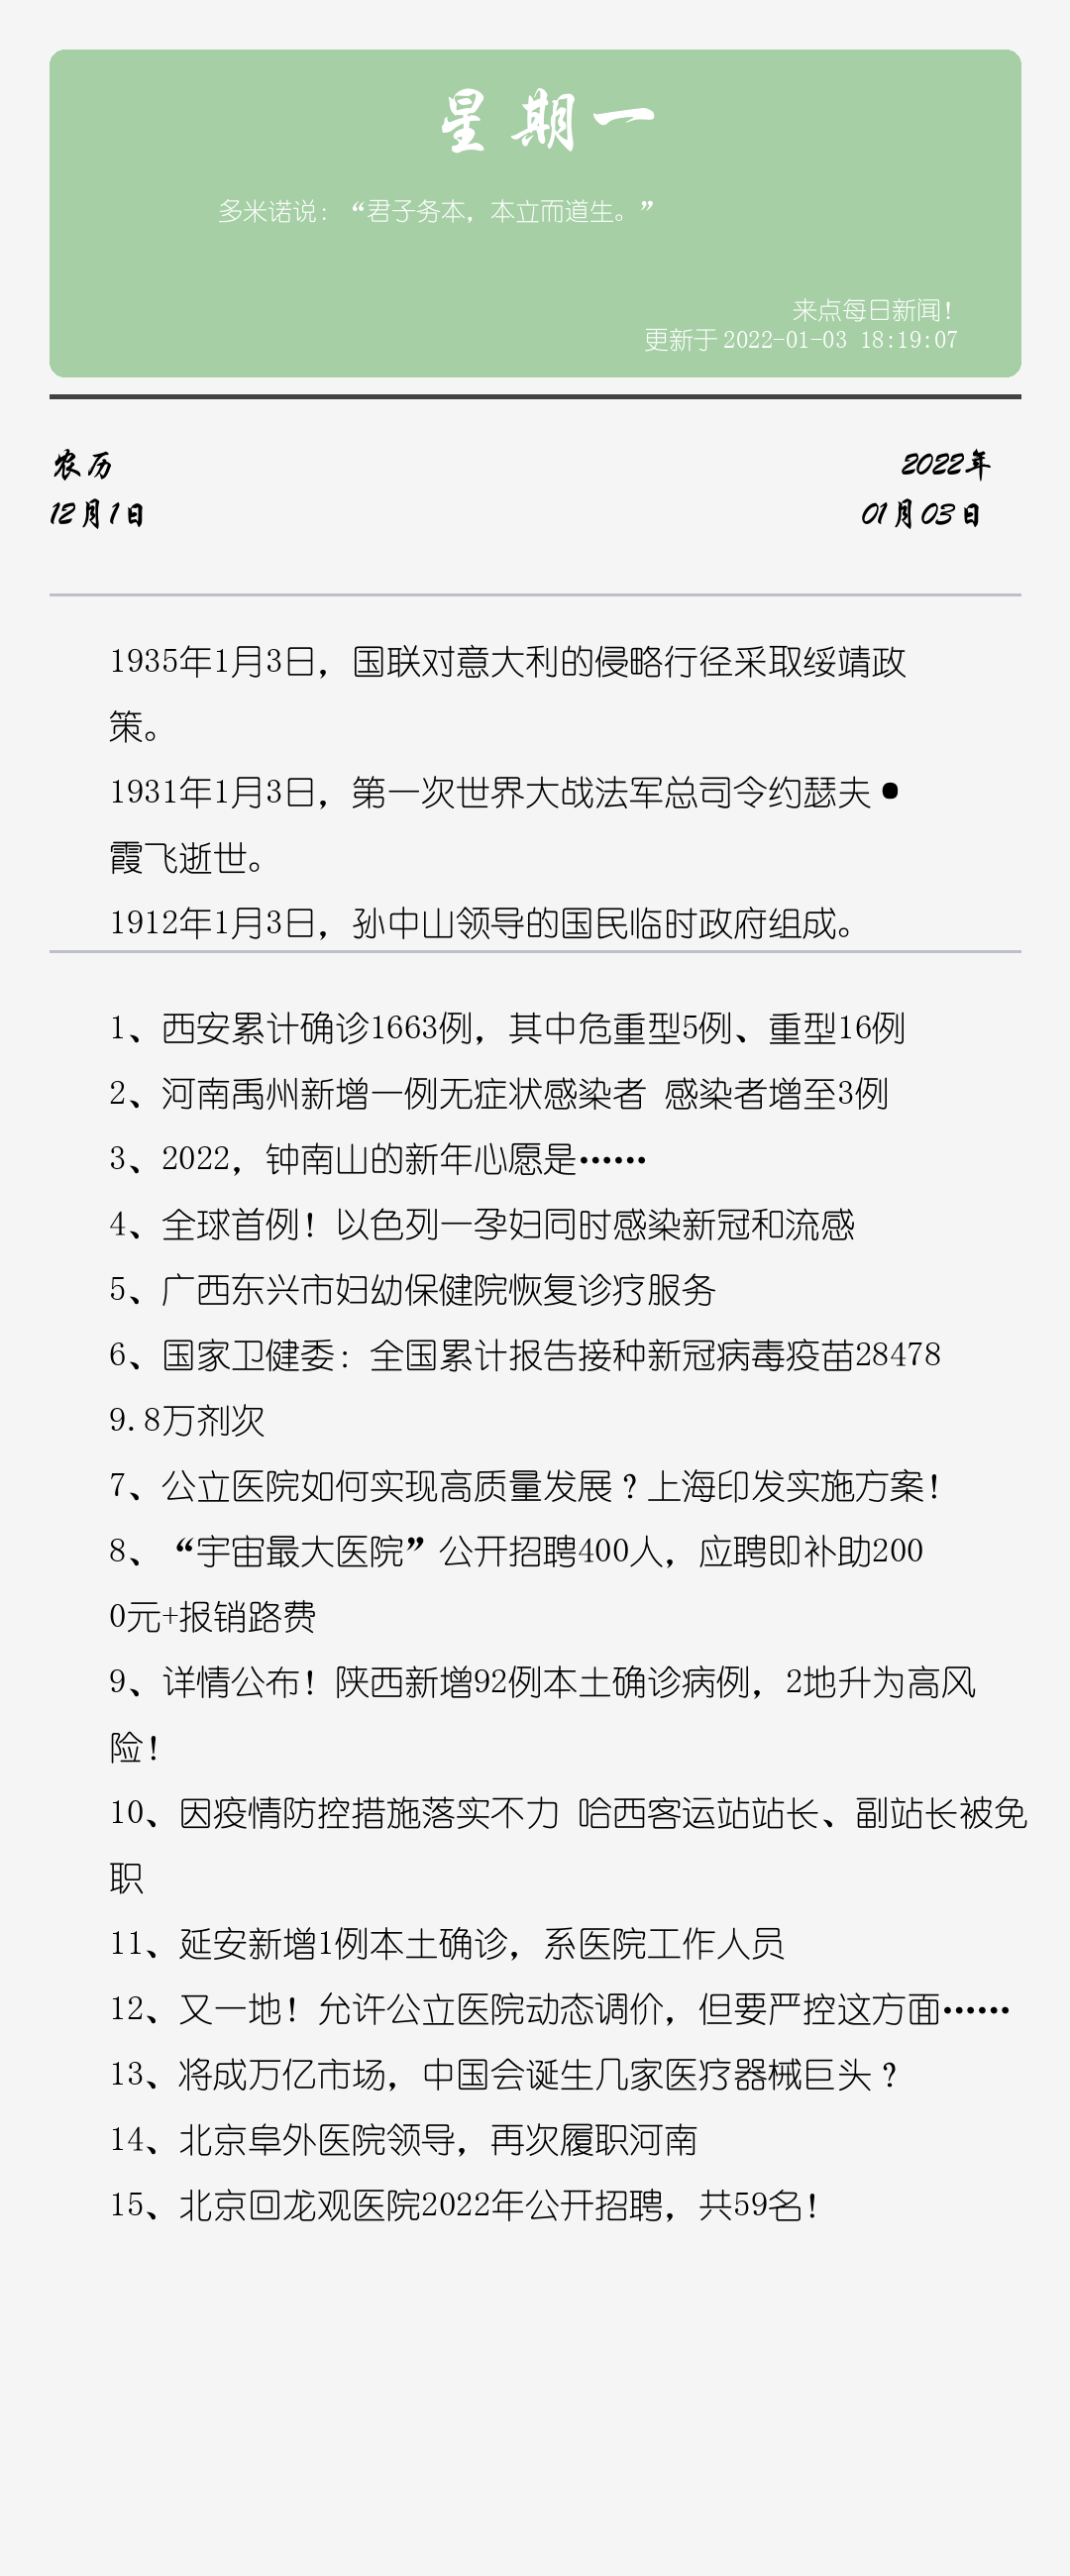 星期一
多米诺说：“君子务本，本立而道生。”
来点每日新闻！
更新于2022-01-03 18:19:07
农历
12月1日
2022年
01月03日
1935年1月3日，国联对意大利的侵略行径采取绥靖政
策。
1931年1月3日，第一次世界大战法军总司令约瑟夫•
霞飞逝世。
1912年1月3日，孙中山领导的国民临时政府组成。
1、西安累计确诊1663例，其中危重型5例、重型16例
2、河南禹州新增一例无症状感染者 感染者增至3例
3、2022，钟南山的新年心愿是……
4、全球首例！以色列一孕妇同时感染新冠和流感
5、广西东兴市妇幼保健院恢复诊疗服务
6、国家卫健委：全国累计报告接种新冠病毒疫苗28478
9.8万剂次
7、公立医院如何实现高质量发展？上海印发实施方案！
8、“宇宙最大医院”公开招聘400人，应聘即补助200
0元+报销路费
9、详情公布！陕西新增92例本土确诊病例，2地升为高风
险！
10、因疫情防控措施落实不力 哈西客运站站长、副站长被免
职
11、延安新增1例本土确诊，系医院工作人员
12、又一地！允许公立医院动态调价，但要严控这方面……
13、将成万亿市场，中国会诞生几家医疗器械巨头？
14、北京阜外医院领导，再次履职河南
15、北京回龙观医院2022年公开招聘，共59名！